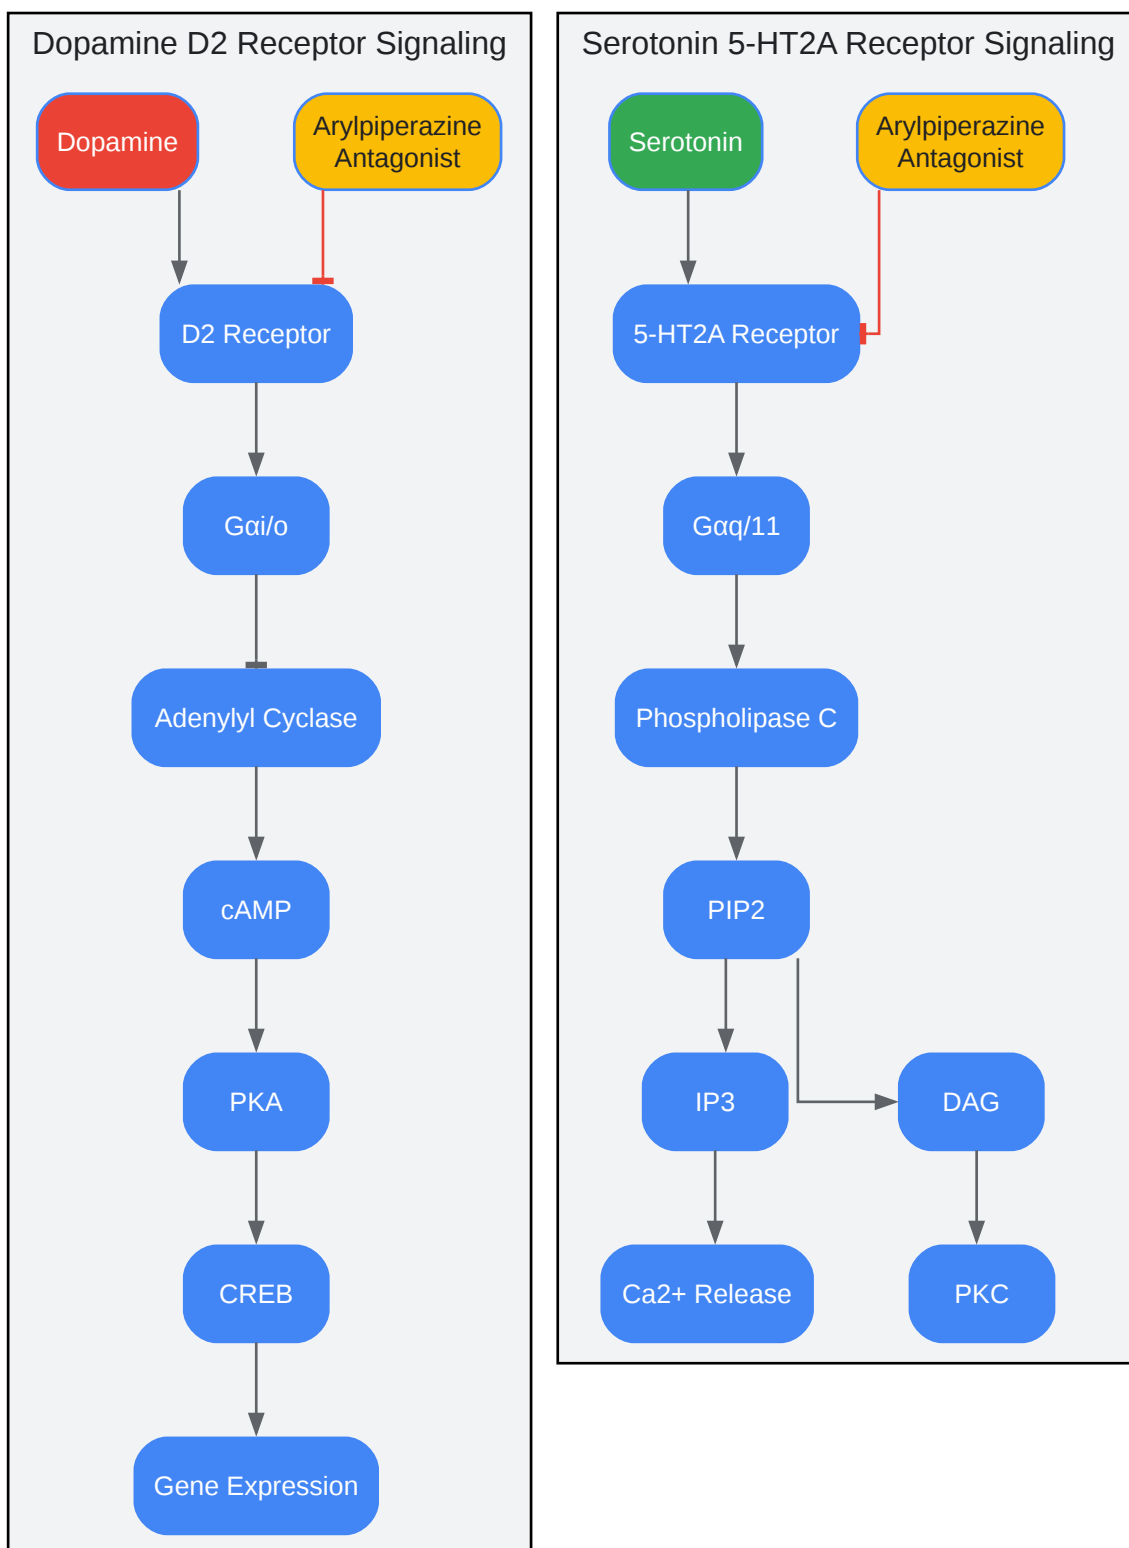 Dopamine D2 Receptor Signaling
Dopamine
Arylpiperazine
Antagonist
D2 Receptor
Gαi/o
Adenylyl Cyclase
cAMP
PKA
CREB
Gene Expression
Serotonin 5-HT2A Receptor Signaling
Serotonin
Arylpiperazine
Antagonist
5-HT2A Receptor
Gαq/11
Phospholipase C
PIP2
IP3
DAG
Ca2+ Release
PKC